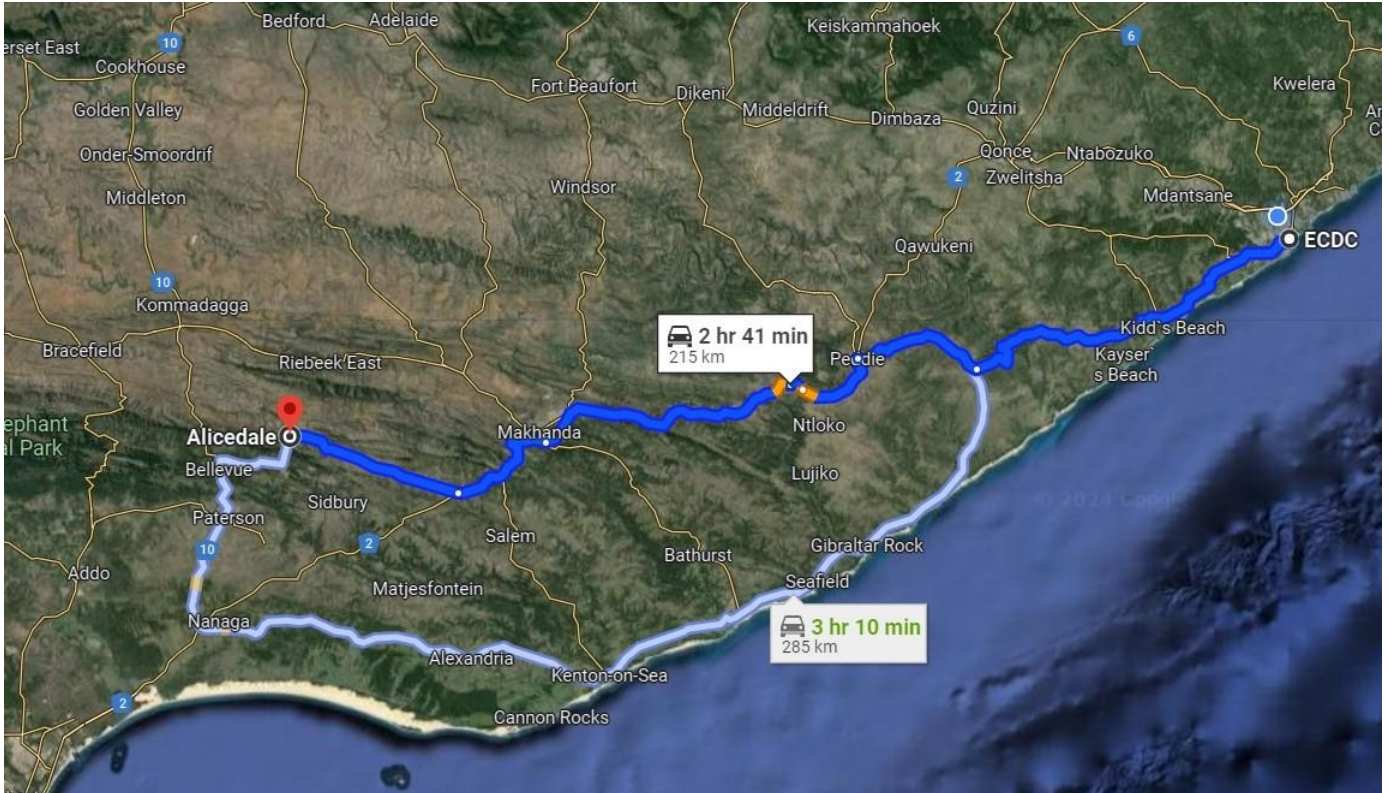 Bedford
Adelaide
Keiskammahoek
6
erset East
10
Cookhouse
Kwelera
Fort Beaufort
Dikeni
Golden Valley
Middeldrift
Quzini
Dimbaza
Onder-Smoordrif
Qonce
Ntabozuko
2
Zwelitsha
Windsor
Middleton
Mdantsane
ECDC
Qawukeni
10
Kommadagga
Kidd`s Beach
2 hr 41 min
215 km
Bracefield
Riebeek East
Peddie
Kayser`
s Beach
ephant
al Park
Alicedale
Makhanda
Ntloko
Bellevue
Lujiko
Sidbury
Paterson
2
Salem
10
Bathurst
Gibraltar Rock
Addo
Matjesfontein
Seafield
Nanaga
3 hr 10 min
285 km
Alexandria
Kenton-on-Sea
2
Cannon Rocks